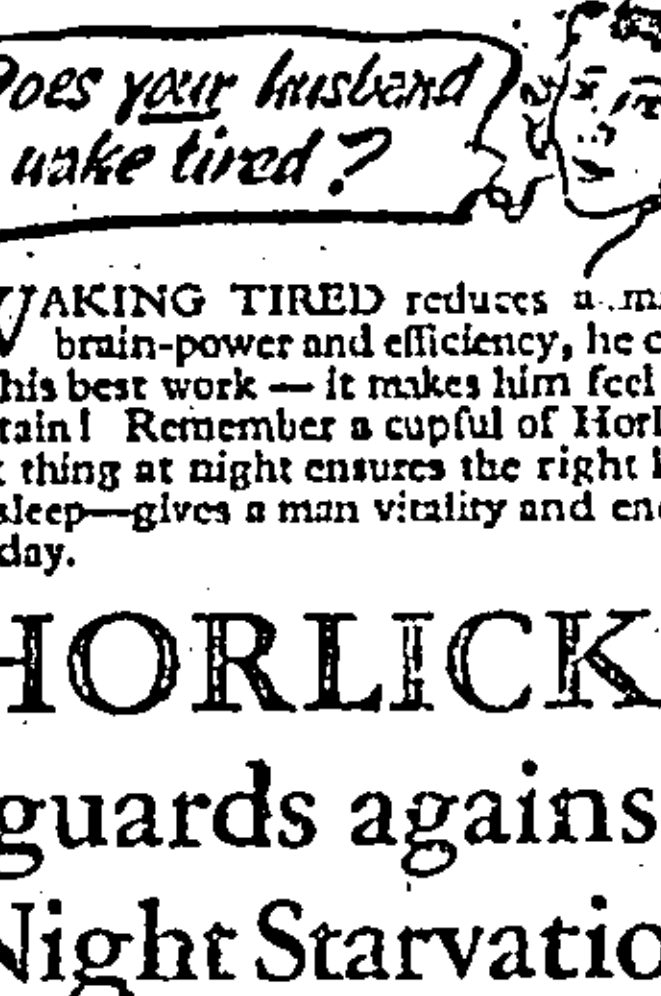 Does your husband
wake tired?
WAKING TIRED reduces a
brain-power and efficiency, he
his best work — it makes him feel
tain! Remember a cupful of Horl
thing at night ensures the right
sleep—gives a man vitality and en
day.
HORLICK
guards agains
Night Starvatio